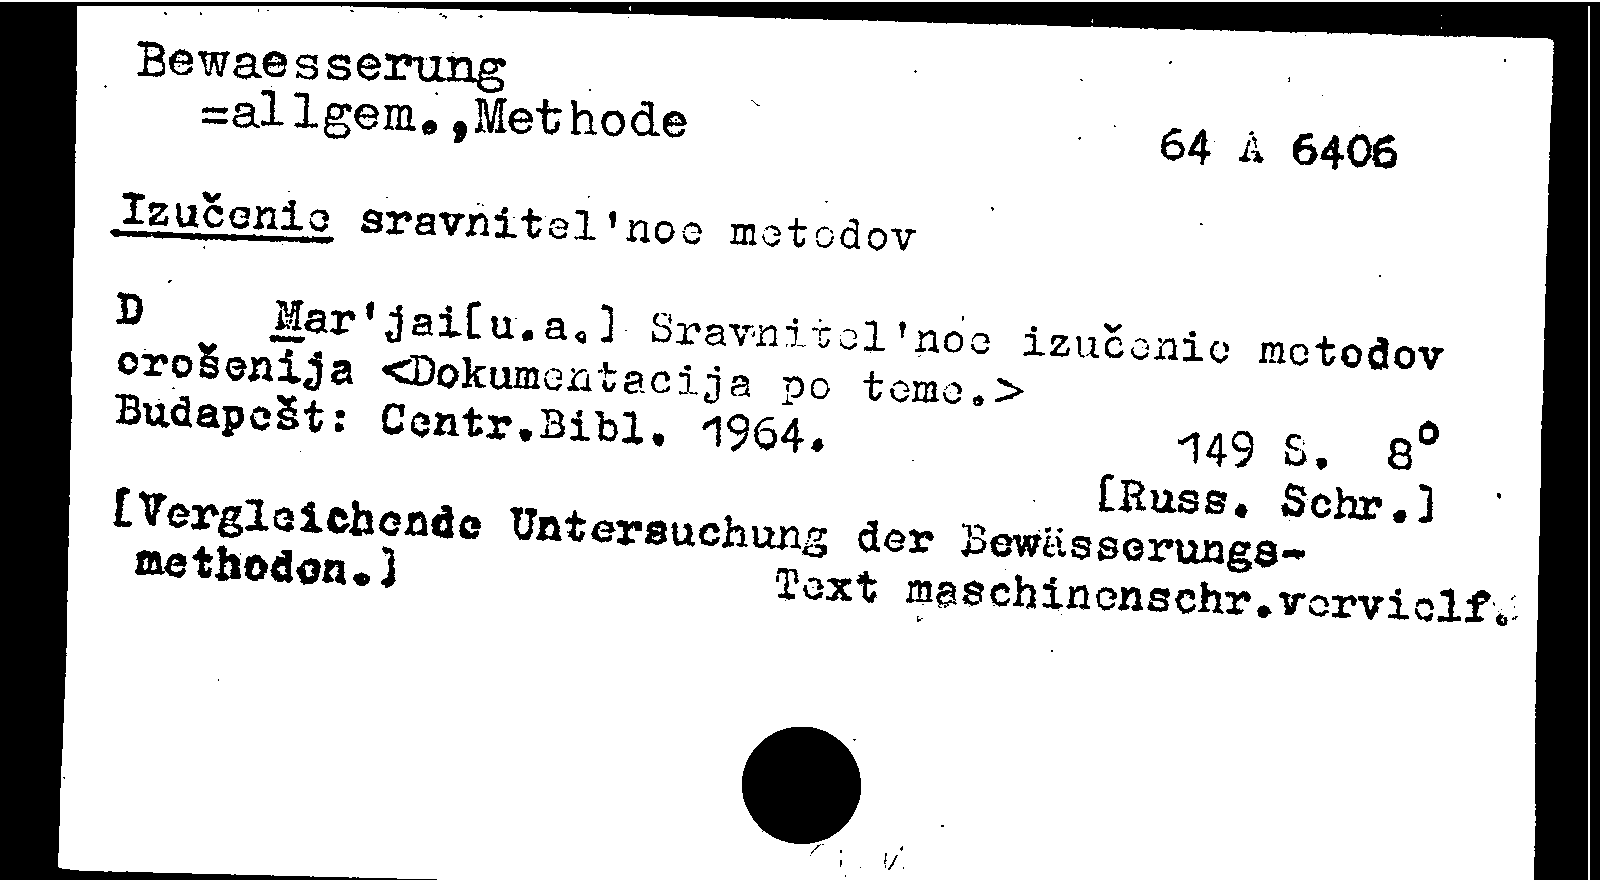 Bewaesserung
=allgem.,Methode
64 A 6406
Izučenie sravnitel'noe metodov
D Mar'jai[u.a.] Sravnitel'noe izučenie metodov
orošenija <Dokumentacija po teme.>
Budapešt: Centr.Bibl. 1964.
149 S. 8°
[Russ. Schr.]
[Vergleichende Untersuchung der Bewässerungs-
methoden.]
Text maschinenschr.vervielf.